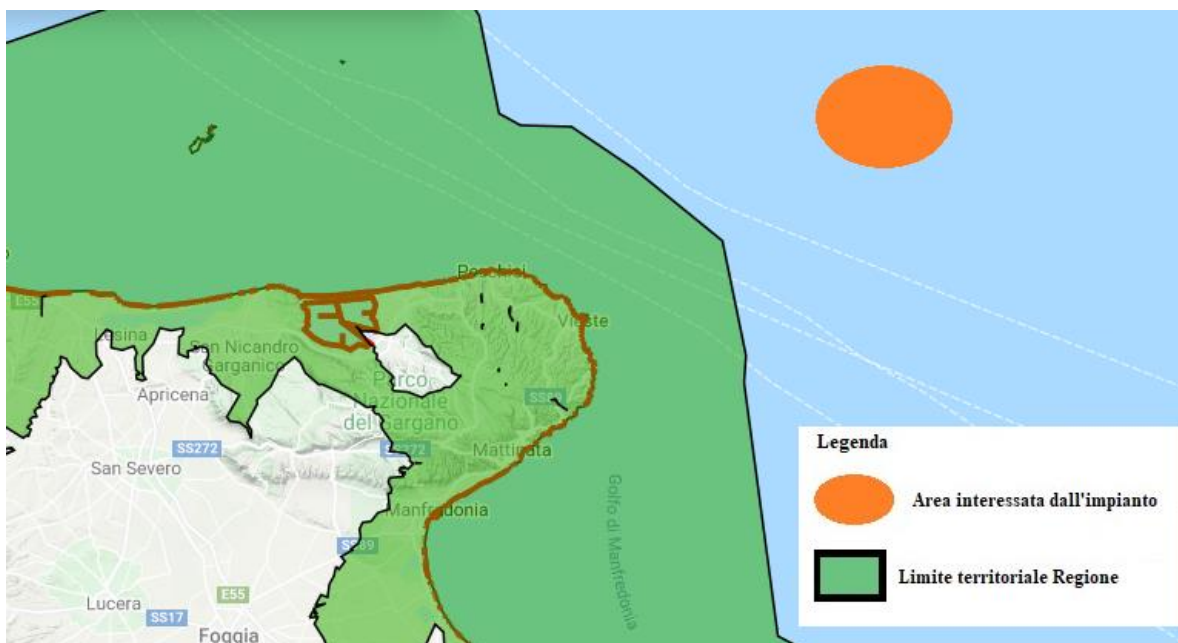 Peschici
E55
Lesina
Vieste
San Nicandro
Garganico
Parco
Nazionale
del Gargano
Apricena
SS272
SS272
Mattinata
San Severo
Golfo di Manfredonia
Manfredonia
SS89
E55
Lucera
SS17
Foggia
Legenda
Area interessata dall'impianto
Limite territoriale Regione